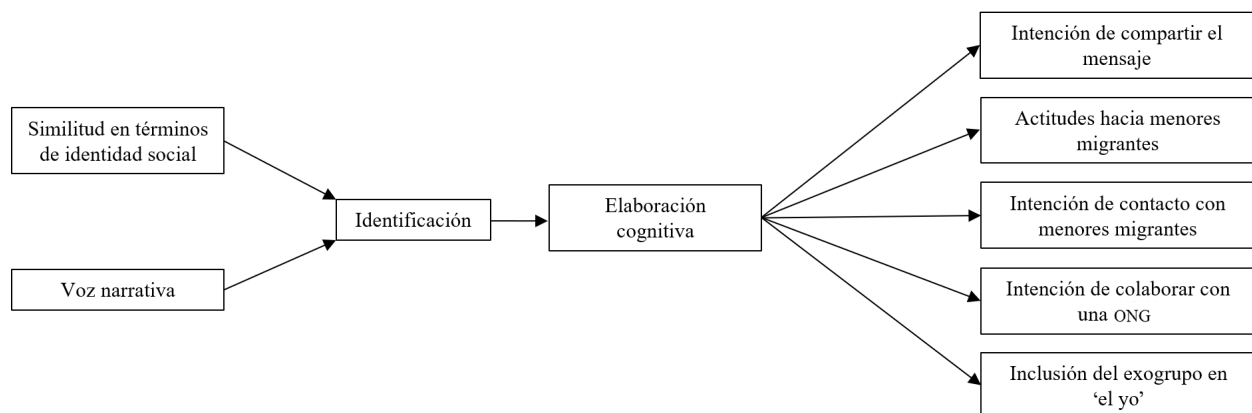 Similitud en términos
de identidad social
Voz narrativa
Identificación
Elaboración
cognitiva
Intención de compartir el
mensaje
Actitudes hacia menores
migrantes
Intención de contacto con
menores migrantes
Intención de colaborar con
una ONG
Inclusión del exogrupo en
‘el yo’